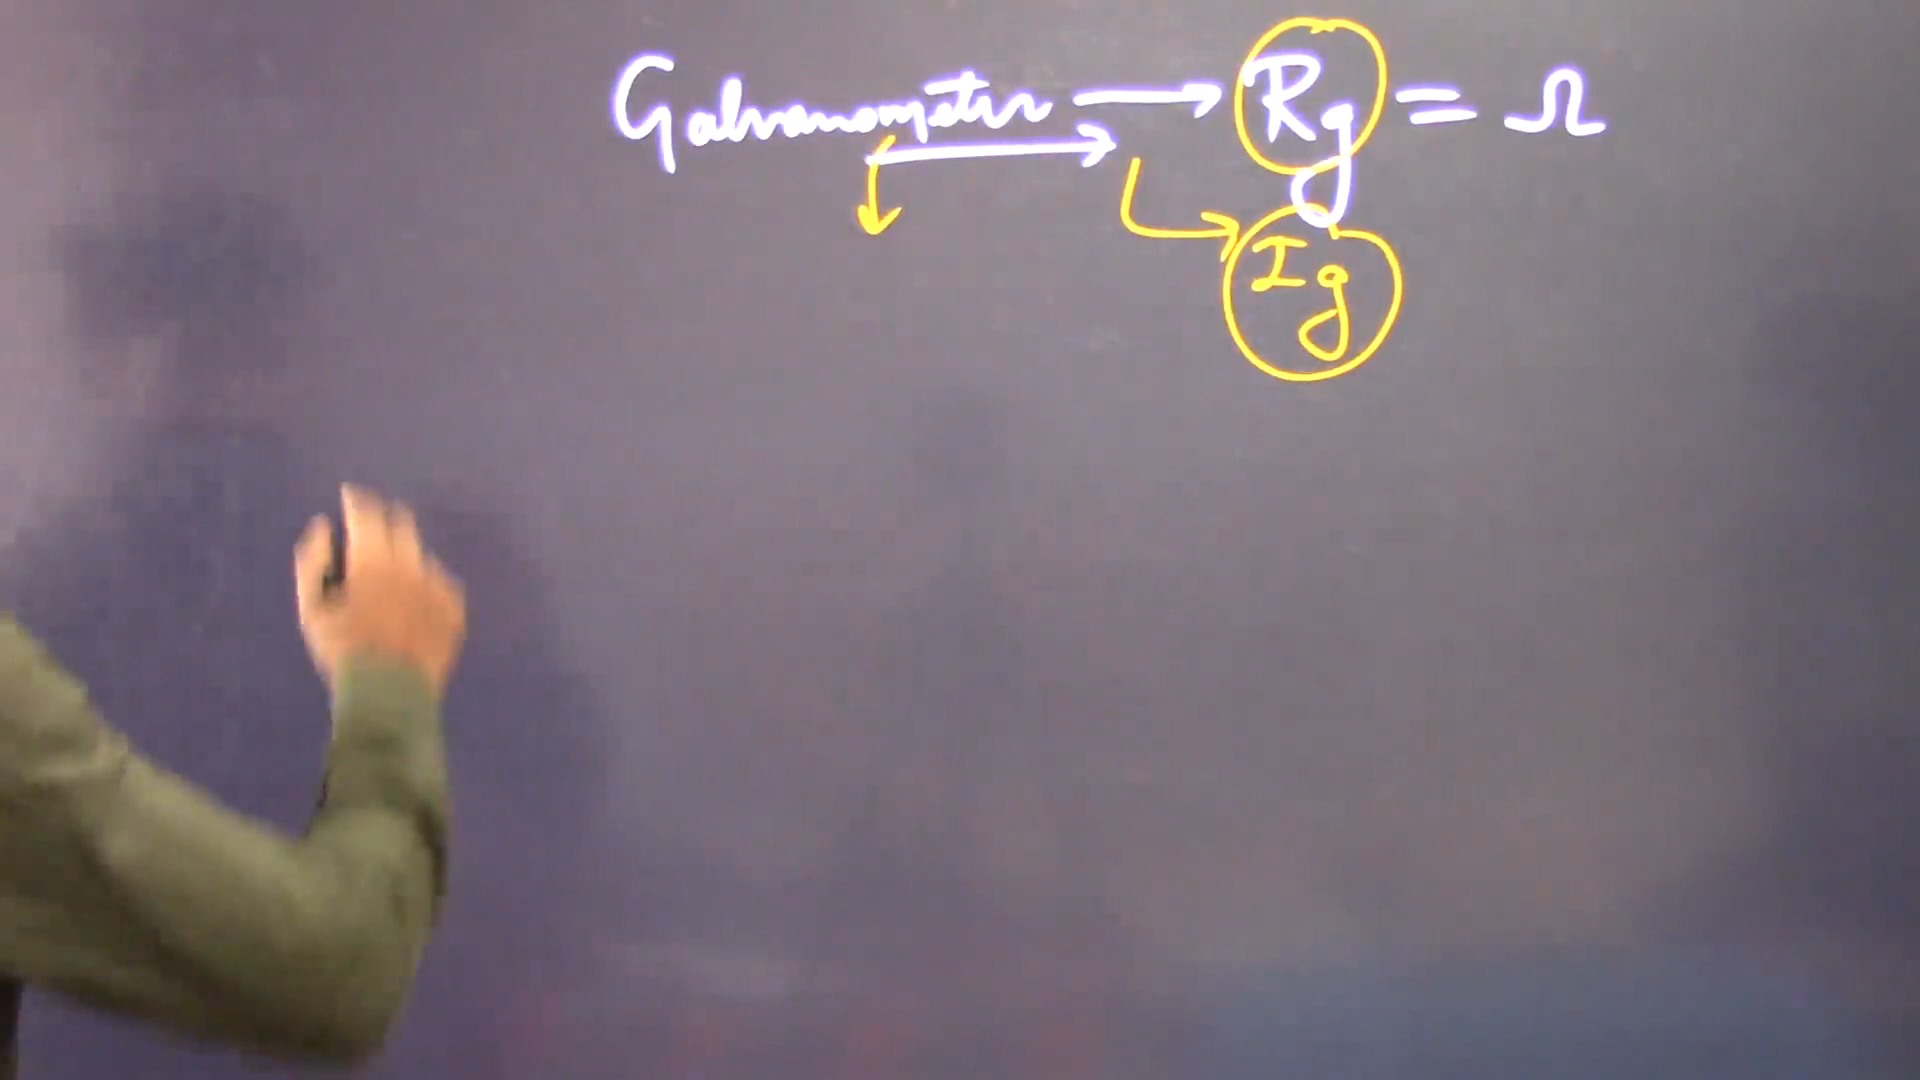 Galvanometer → Rg = Ω
Ig